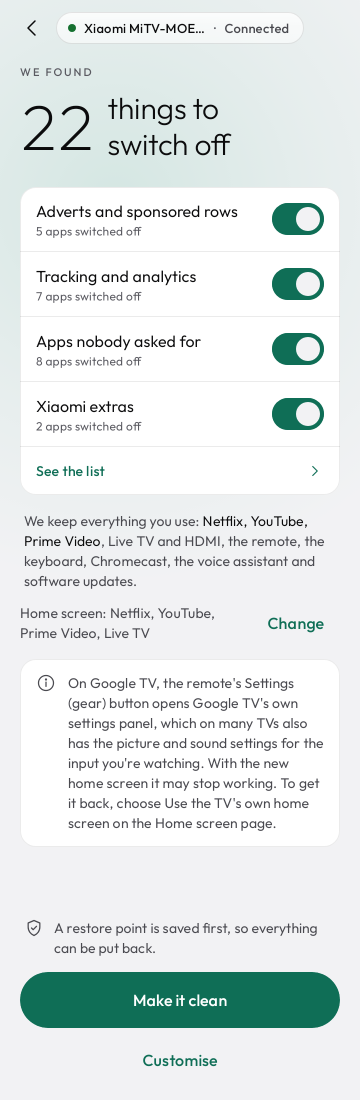 Xiaomi MiTV-MOE... · Connected
WE FOUND
22 things to
switch off
Adverts and sponsored rows
5 apps switched off
Tracking and analytics
7 apps switched off
Apps nobody asked for
8 apps switched off
Xiaomi extras
2 apps switched off
See the list
We keep everything you use: Netflix, YouTube,
Prime Video, Live TV and HDMI, the remote, the
keyboard, Chromecast, the voice assistant and
software updates.
Home screen: Netflix, YouTube,
Prime Video, Live TV
Change
On Google TV, the remote's Settings
(gear) button opens Google TV's own
settings panel, which on many TVs also
has the picture and sound settings for the
input you're watching. With the new
home screen it may stop working. To get
it back, choose Use the TV's own home
screen on the Home screen page.
A restore point is saved first, so everything
can be put back.
Make it clean
Customise